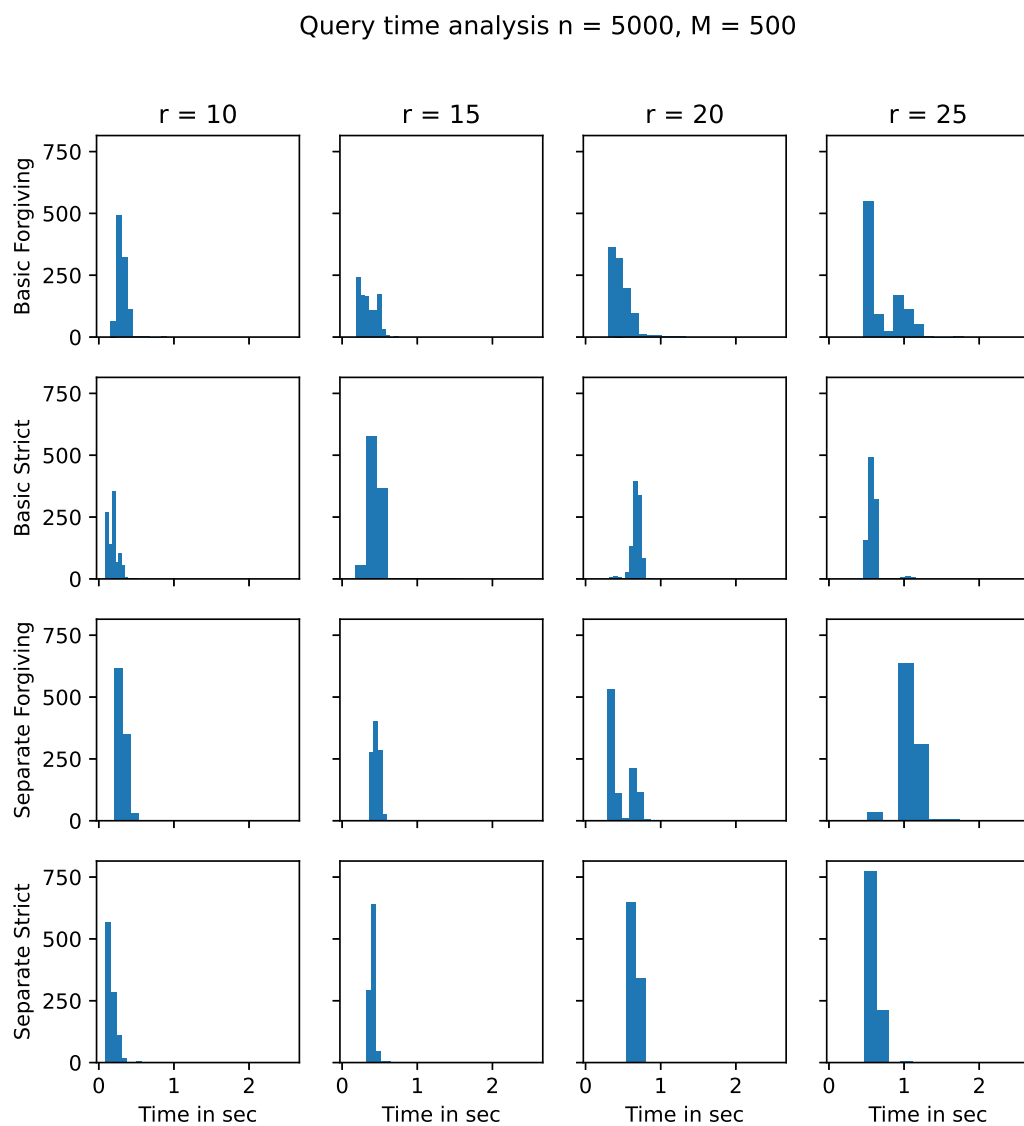 Query time analysis n = 5000, M = 500
r = 10 r = 15 r = 20 r = 25
Basic Forgiving
750
500
250
0
Basic Strict
750
500
250
0
Separate Forgiving
750
500
250
0
Separate Strict
750
500
250
0
0 1 2 0 1 2 0 1 2 0 1 2
Time in sec Time in sec Time in sec Time in sec